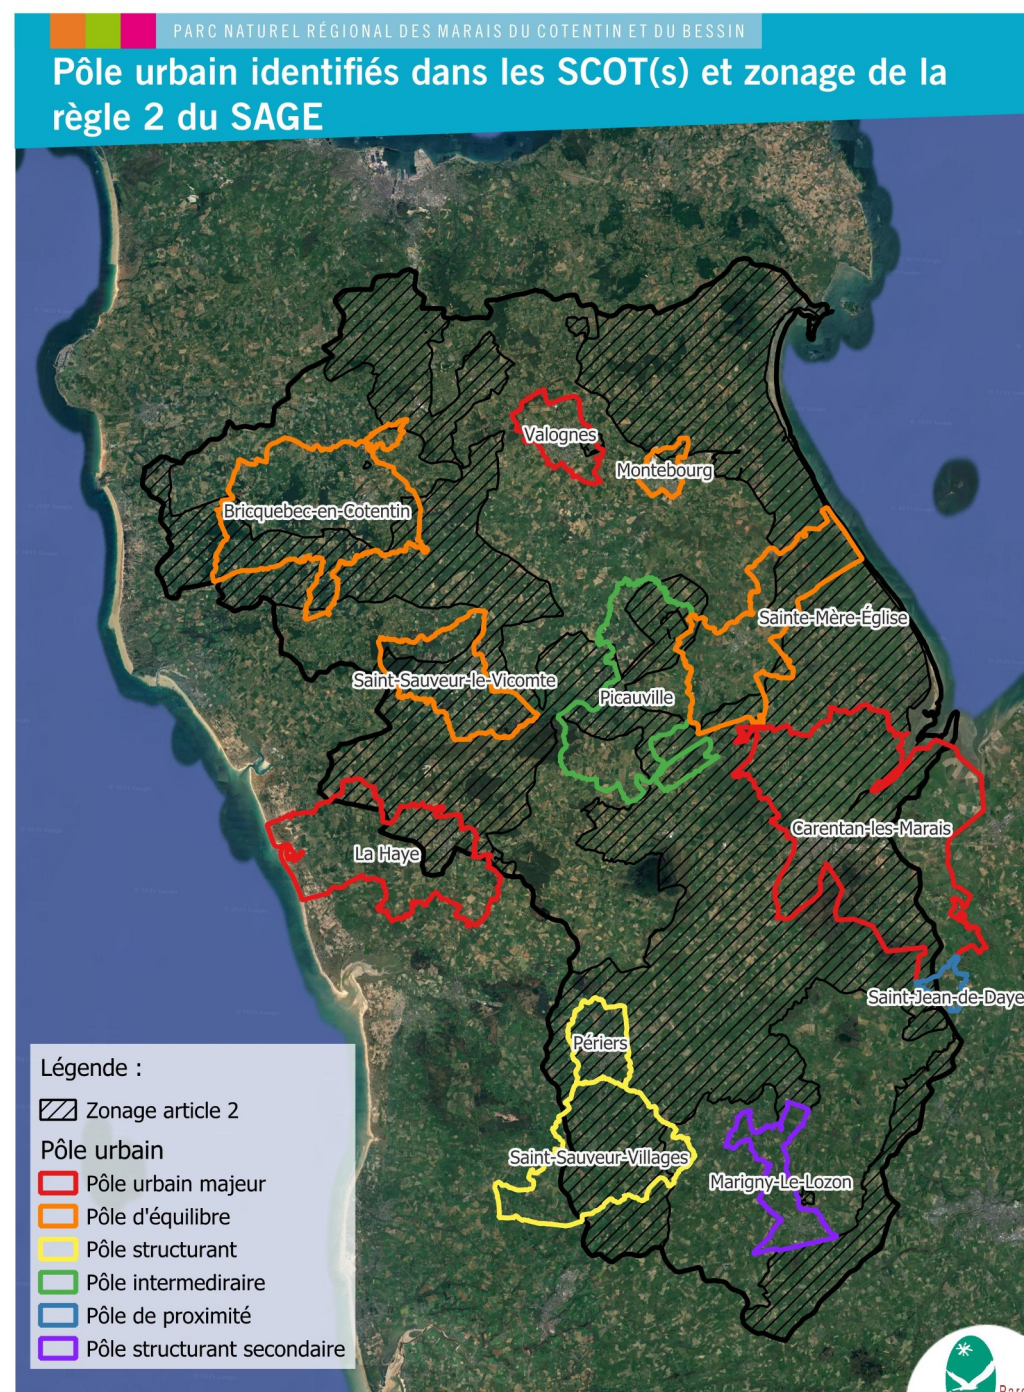 PARC NATUREL RÉGIONAL DES MARAIS DU COTENTIN ET DU BESSIN
Pôle urbain identifiés dans les SCOT(s) et zonage de la
règle 2 du SAGE
Valognes
Montebourg
Bricquebec-en-Cotentin
Sainte-Mère-Église
Saint-Sauveur-le-Vicomte
Picauville
Carentan-les-Marais
La Haye
Saint-Jean-de-Daye
Périers
Saint-Sauveur-Villages
Marigny-Le-Lozon
Légende :
Zonage article 2
Pôle urbain
Pôle urbain majeur
Pôle d'équilibre
Pôle structurant
Pôle intermediraire
Pôle de proximité
Pôle structurant secondaire